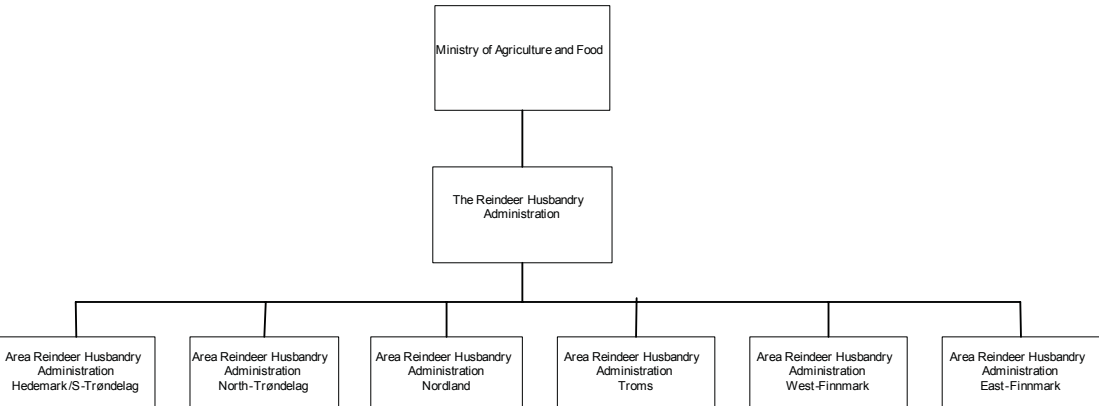 Ministry of Agriculture and Food
The Reindeer Husbandry
Administration
Area Reindeer Husbandry
Administration
Hedemark/S-Trøndelag
Area Reindeer Husbandry
Administration
North-Trøndelag
Area Reindeer Husbandry
Administration
Nordland
Area Reindeer Husbandry
Administration
Troms
Area Reindeer Husbandry
Administration
West-Finnmark
Area Reindeer Husbandry
Administration
East-Finnmark